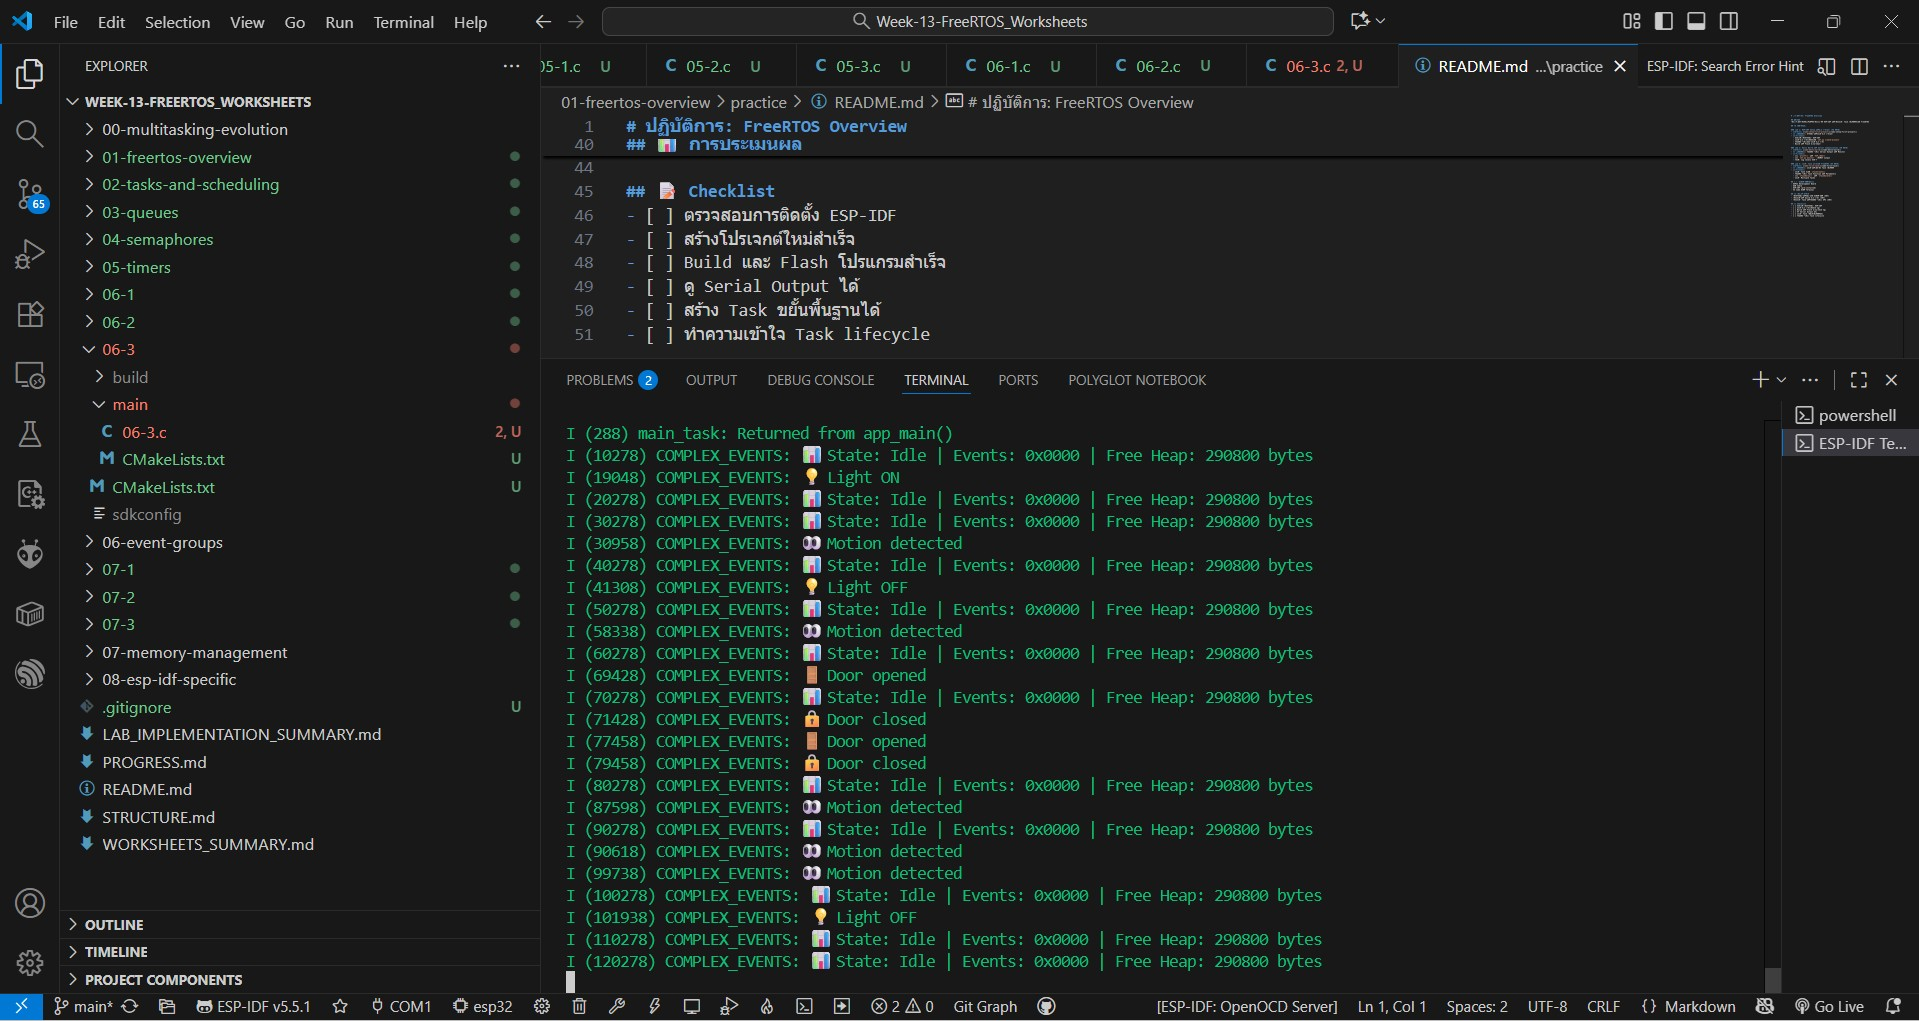 File Edit Selection View Go Run Terminal Help
Week-13-FreeRTOS_Worksheets
EXPLORER
WEEK-13-FREERTOS_WORKSHEETS
00-multitasking-evolution
01-freertos-overview
02-tasks-and-scheduling
03-queues
04-semaphores
05-timers
06-1
06-2
06-3
build
main
C 06-3.c 2, U
M CMakeLists.txt U
M CMakeLists.txt U
sdkconfig
06-event-groups
07-1
07-2
07-3
07-memory-management
08-esp-idf-specific
.gitignore U
LAB_IMPLEMENTATION_SUMMARY.md
PROGRESS.md
README.md
STRUCTURE.md
WORKSHEETS_SUMMARY.md
OUTLINE
TIMELINE
PROJECT COMPONENTS
65
05-1.c U C 05-2.c U C 05-3.c U C 06-1.c U C 06-2.c U C 06-3.c 2, U README.md ...\practice ESP-IDF: Search Error Hint
01-freertos-overview > practice > README.md > # ปฏิบัติการ: FreeRTOS Overview
1 # ปฏิบัติการ: FreeRTOS Overview
40 ## 📊 การประเมนผล
44
45 ## 📝 Checklist
46 - [ ] ตรวจสอบการติดตั้ง ESP-IDF
47 - [ ] สร้างโปรเจกต์ใหม่สำเร็จ
48 - [ ] Build และ Flash โปรแกรมสำเร็จ
49 - [ ] ดู Serial Output ได้
50 - [ ] สร้าง Task ขยั้นพื้นฐานได้
51 - [ ] ทำความเข้าใจ Task lifecycle
PROBLEMS 2 OUTPUT DEBUG CONSOLE TERMINAL PORTS POLYGLOT NOTEBOOK
powershell
ESP-IDF Te...
I (288) main_task: Returned from app_main()
I (10278) COMPLEX_EVENTS: 📊 State: Idle | Events: 0x0000 | Free Heap: 290800 bytes
I (19048) COMPLEX_EVENTS: 💡 Light ON
I (20278) COMPLEX_EVENTS: 📊 State: Idle | Events: 0x0000 | Free Heap: 290800 bytes
I (30278) COMPLEX_EVENTS: 📊 State: Idle | Events: 0x0000 | Free Heap: 290800 bytes
I (30958) COMPLEX_EVENTS: 👀 Motion detected
I (40278) COMPLEX_EVENTS: 📊 State: Idle | Events: 0x0000 | Free Heap: 290800 bytes
I (41308) COMPLEX_EVENTS: 💡 Light OFF
I (50278) COMPLEX_EVENTS: 📊 State: Idle | Events: 0x0000 | Free Heap: 290800 bytes
I (58338) COMPLEX_EVENTS: 👀 Motion detected
I (60278) COMPLEX_EVENTS: 📊 State: Idle | Events: 0x0000 | Free Heap: 290800 bytes
I (69428) COMPLEX_EVENTS: 🚪 Door opened
I (70278) COMPLEX_EVENTS: 📊 State: Idle | Events: 0x0000 | Free Heap: 290800 bytes
I (71428) COMPLEX_EVENTS: 🔒 Door closed
I (77458) COMPLEX_EVENTS: 🚪 Door opened
I (79458) COMPLEX_EVENTS: 🔒 Door closed
I (80278) COMPLEX_EVENTS: 📊 State: Idle | Events: 0x0000 | Free Heap: 290800 bytes
I (87598) COMPLEX_EVENTS: 👀 Motion detected
I (90278) COMPLEX_EVENTS: 📊 State: Idle | Events: 0x0000 | Free Heap: 290800 bytes
I (90618) COMPLEX_EVENTS: 👀 Motion detected
I (99738) COMPLEX_EVENTS: 👀 Motion detected
I (100278) COMPLEX_EVENTS: 📊 State: Idle | Events: 0x0000 | Free Heap: 290800 bytes
I (101938) COMPLEX_EVENTS: 💡 Light OFF
I (110278) COMPLEX_EVENTS: 📊 State: Idle | Events: 0x0000 | Free Heap: 290800 bytes
I (120278) COMPLEX_EVENTS: 📊 State: Idle | Events: 0x0000 | Free Heap: 290800 bytes
main* ESP-IDF v5.5.1 COM1 esp32 2 0 Git Graph [ESP-IDF: OpenOCD Server] Ln 1, Col 1 Spaces: 2 UTF-8 CRLF {} Markdown Go Live